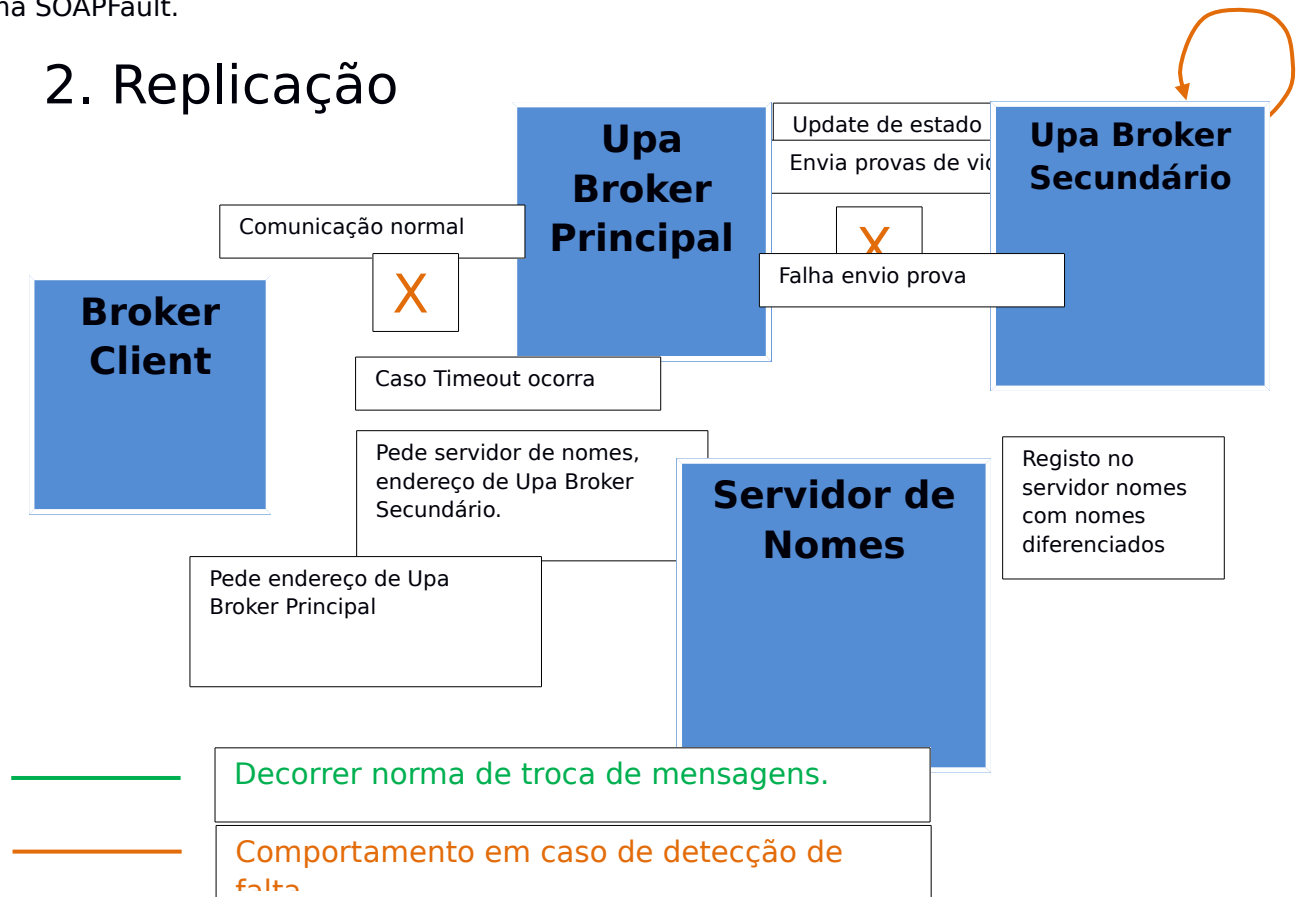 SOAPFault.
2. Replicação
Upa
Broker
Principal
Update de estado
Envia provas de
Upa Broker
Secundário
Comunicação normal
X
X
Falha envio prova
Broker
Client
Caso Timeout ocorra
Pede servidor de nomes,
endereço de Upa Broker
Secundário.
Servidor de
Nomes
Registo no
servidor nomes
com nomes
diferenciados
Pede endereço de Upa
Broker Principal
Decorrer norma de troca de mensagens.
Comportamento em caso de detecção de
falta